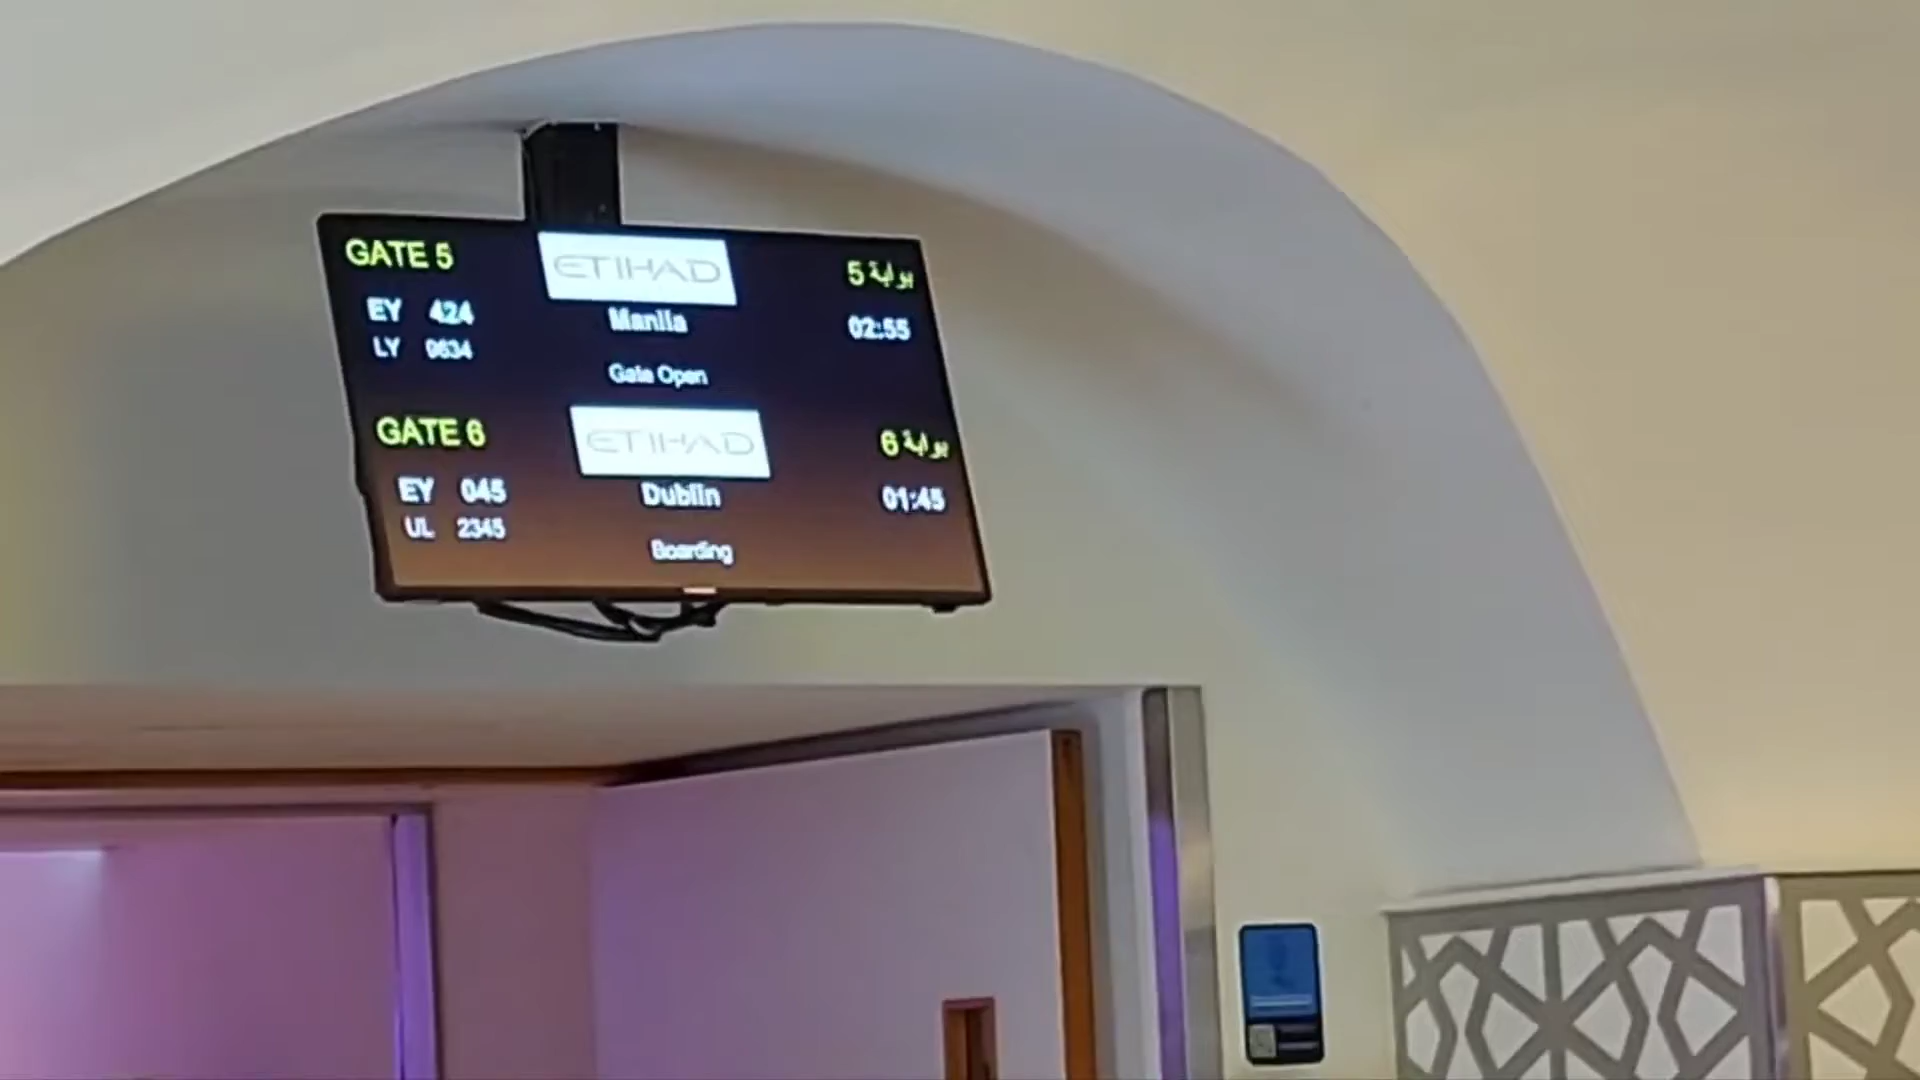 GATE 5
ETIHAD
بوابة 5
EY 424
Manila
02:55
LY 9634
Gate Open
GATE 6
ETIHAD
بوابة 6
EY 045
Dublin
01:45
UL 2345
Boarding